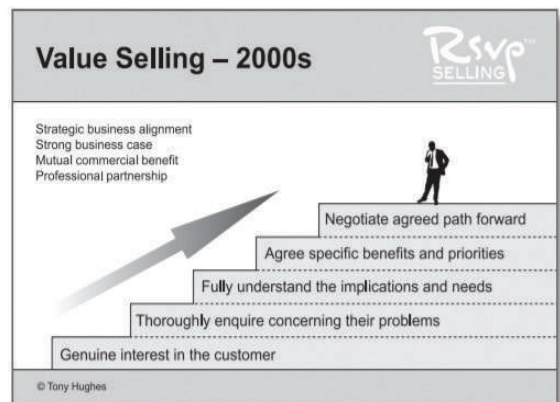 Value Selling – 2000s
RSVP™
SELLING
Strategic business alignment
Strong business case
Mutual commercial benefit
Professional partnership
Negotiate agreed path forward
Agree specific benefits and priorities
Fully understand the implications and needs
Thoroughly enquire concerning their problems
Genuine interest in the customer
© Tony Hughes